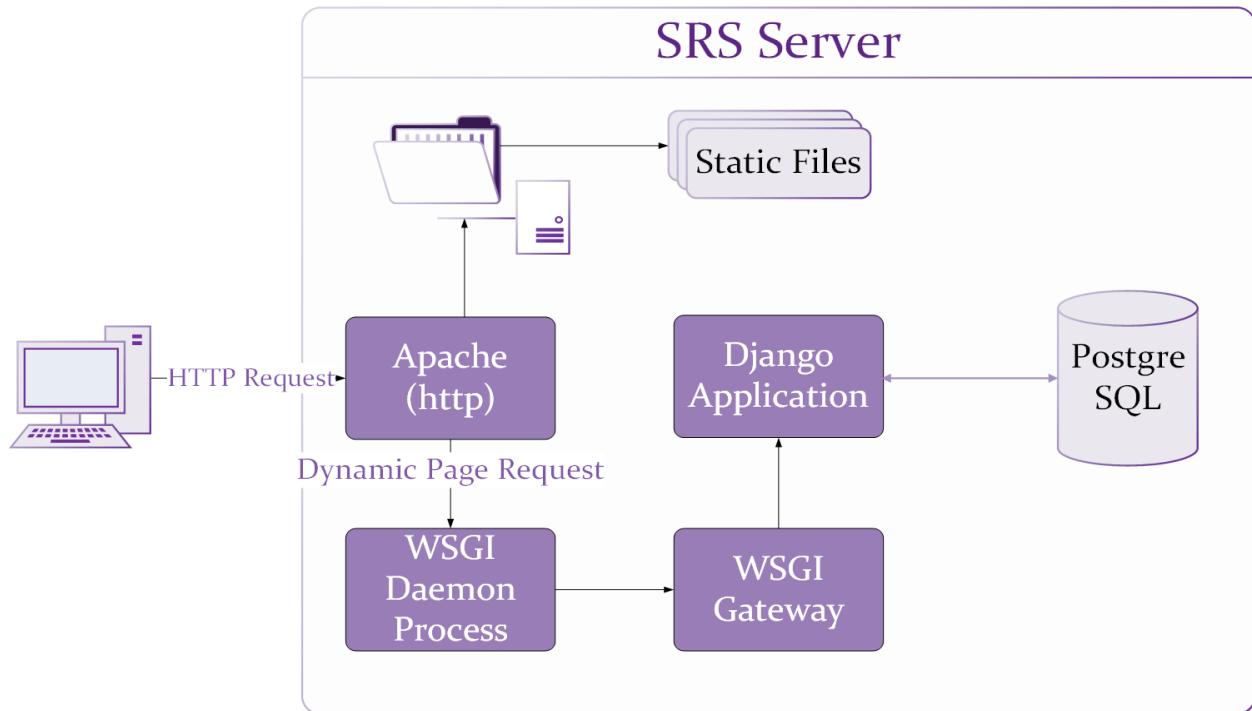 SRS Server
Static Files
HTTP Request
Apache
(http)
Django
Application
Postgre
SQL
Dynamic Page Request
WSGI
Daemon
Process
WSGI
Gateway